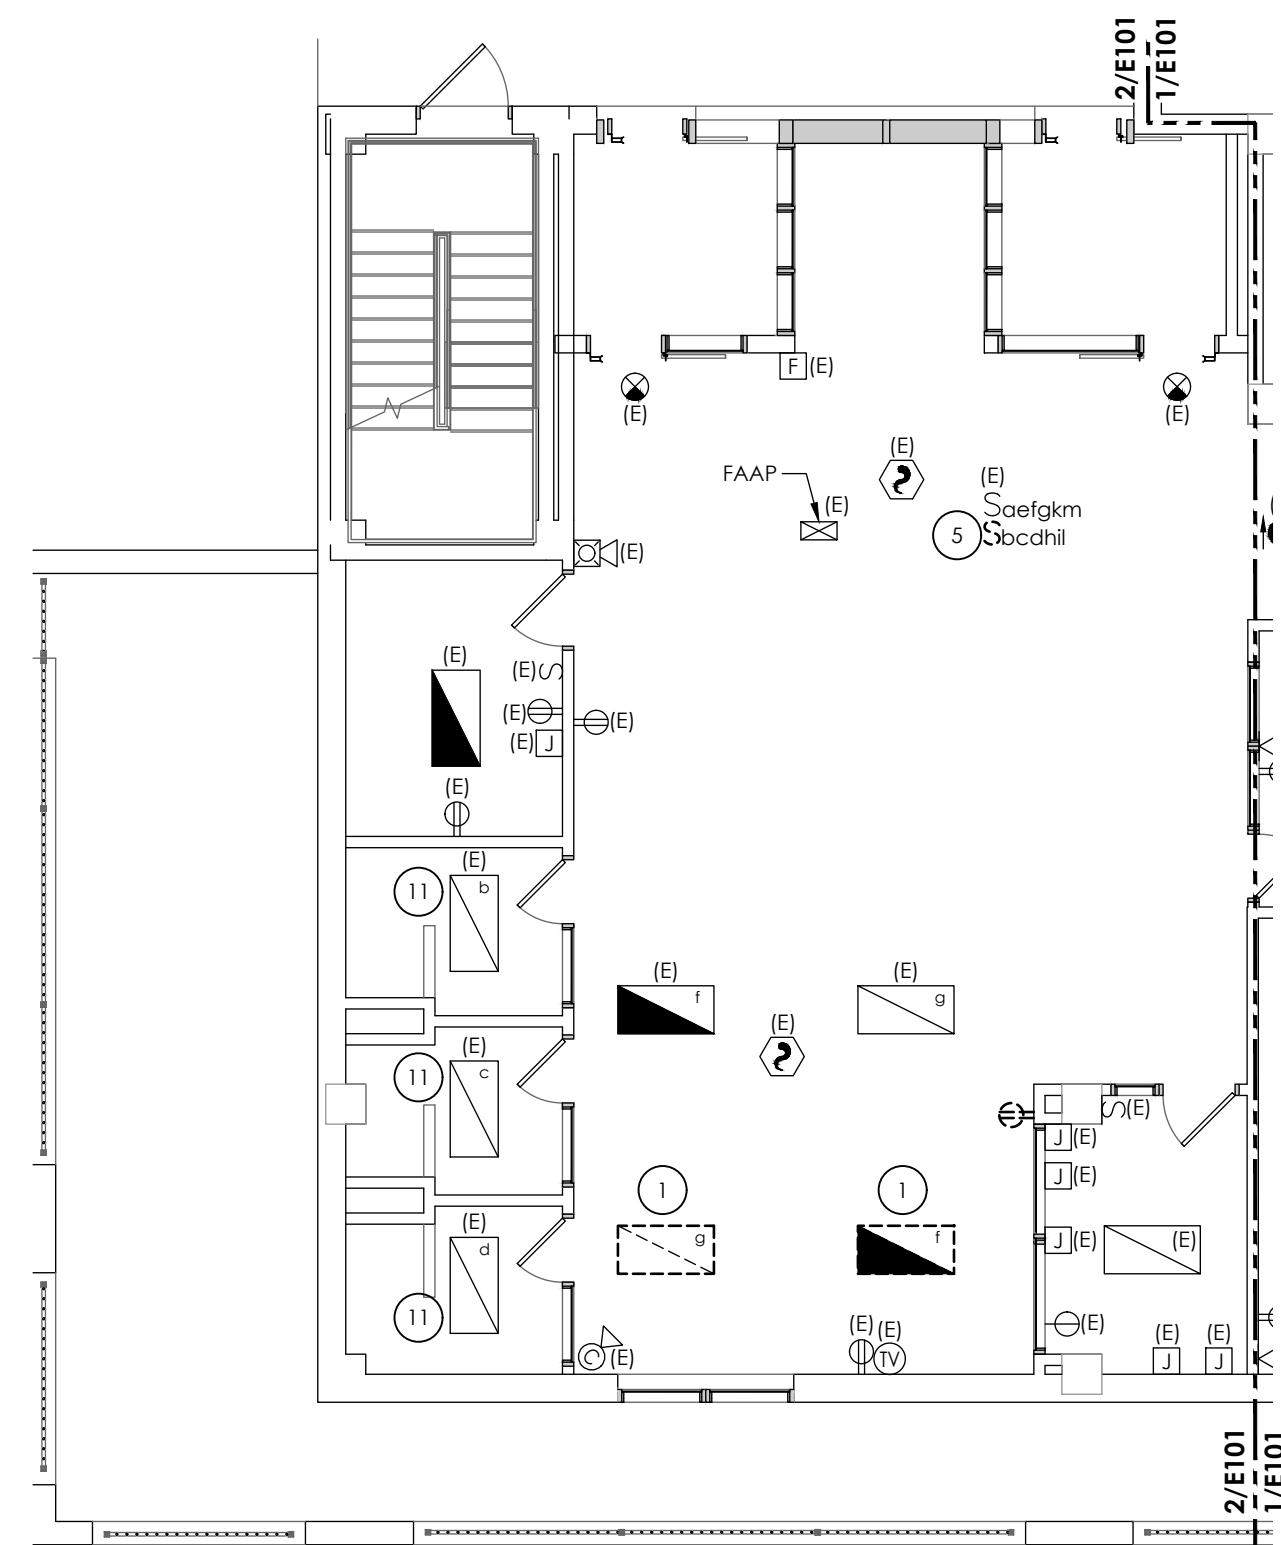 2/E101
1/E101
F (E)
(E)
(E)
(E)
FAAP
(E)
(E)
Saefgkm
5
Sbcdhil
(E)
(E)
(E) S
(E)
(E)
(E) J
(E)
(E)
11
b
(E)
f
(E)
g
(E)
11
c
(E)
S (E)
J (E)
J (E)
1
g
1
f
J (E)
(E)
(E)
d
11
C (E)
(E) (E)
TV
(E)
(E)
J
(E)
J
2/E101
1/E101